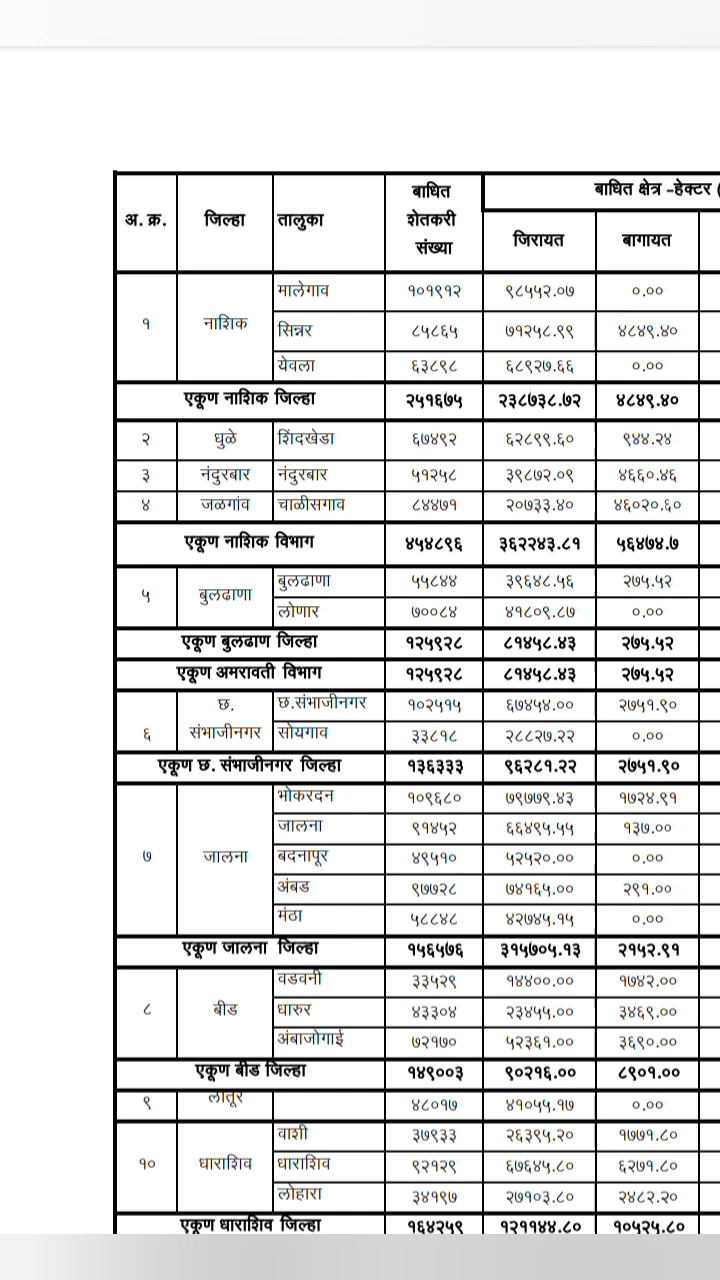 अ. क्र. जिल्हा तालुका बाधित शेतकरी संख्या बाधित क्षेत्र -हेक्टर (
जिरायत बागायत
१ नाशिक मालेगाव १०१९१२ ९८५५२.०७ ०.००
सिन्नर ८५८६५ ७१२५८.९९ ४८४९.४०
येवला ६३८९८ ६८९२७.६६ ०.००
एकूण नाशिक जिल्हा २५१६७५ २३८७३८.७२ ४८४९.४०
२ धुळे शिंदखेडा ६७४९२ ६२८९९.६० ९४४.२४
३ नंदुरबार नंदुरबार ५१२५८ ३९८७२.०९ ४६६०.४६
४ जळगांव चाळीसगाव ८४४७१ २०७३३.४० ४६०२०.६०
एकूण नाशिक विभाग ४५४८९६ ३६२२४३.८१ ५६४७४.७
५ बुलढाणा बुलढाणा ५५८४४ ३९६४८.५६ २७५.५२
लोणार ७००८४ ४१८०९.८७ ०.००
एकूण बुलढाण जिल्हा १२५९२८ ८१४५८.४३ २७५.५२
एकूण अमरावती विभाग १२५९२८ ८१४५८.४३ २७५.५२
६ छ. संभाजीनगर छ.संभाजीनगर १०२५१५ ६७४५४.०० २७५१.९०
सोयगाव ३३८१८ २८८२७.२२ ०.००
एकूण छ. संभाजीनगर जिल्हा १३६३३३ ९६२८१.२२ २७५१.९०
७ जालना भोकरदन १०९६८० ७९७७९.४३ १७२४.९१
जालना ९१४५२ ६६४९५.५५ १३७.००
बदनापूर ४९५१० ५२५२०.०० ०.००
अंबड ९७७२८ ७४१६५.०० २९१.००
मंठा ५८८४८ ४२७४५.१५ ०.००
एकूण जालना जिल्हा १५६५७६ ३१५७०५.१३ २१५२.९१
८ बीड वडवनी ३३५२९ १४४००.०० १७४२.००
धारुर ४३३०४ २३४५५.०० ३४६९.००
अंबाजोगाई ७२१७० ५२३६१.०० ३६९०.००
एकूण बीड जिल्हा १४९००३ ९०२१६.०० ८९०१.००
९ लातूर ४८०१७ ४१०५५.१७ ०.००
१० धाराशिव वाशी ३७९३३ २६३९५.२० १७७१.८०
धाराशिव ९२१२९ ६७६४५.८० ६२७१.८०
लोहारा ३४१९७ २७१०३.८० २४८२.२०
एकूण धाराशिव जिल्हा १६४२५९ १२११४४.८० १०५२५.८०